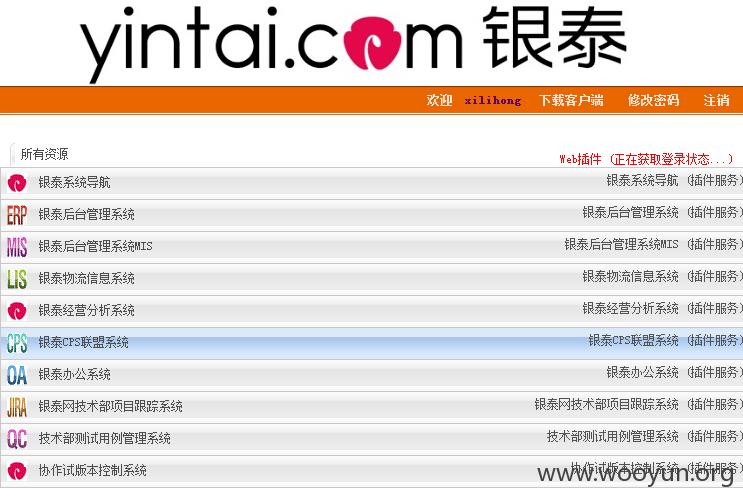 yintai.com 银泰
欢迎 xilihong 下载客户端 修改密码 注销
所有资源
Web插件 (正在获取登录状态...)
银泰系统导航 银泰系统导航 (插件服务)
ERP 银泰后台管理系统 银泰后台管理系统 (插件服务)
MIS 银泰后台管理系统MIS 银泰后台管理系统MIS (插件服务)
LIS 银泰物流信息系统 银泰物流信息系统 (插件服务)
银泰经营分析系统 银泰经营分析系统 (插件服务)
CPS 银泰CPS联盟系统 银泰CPS联盟系统 (插件服务)
OA 银泰办公系统 银泰办公系统 (插件服务)
JIRA 银泰网技术部项目跟踪系统 银泰网技术部项目跟踪系统 (插件服务)
QC 技术部测试用例管理系统 技术部测试用例管理系统 (插件服务)
协作试版本控制系统 协作试版本控制系统 (插件服务)
www.wooyun.org